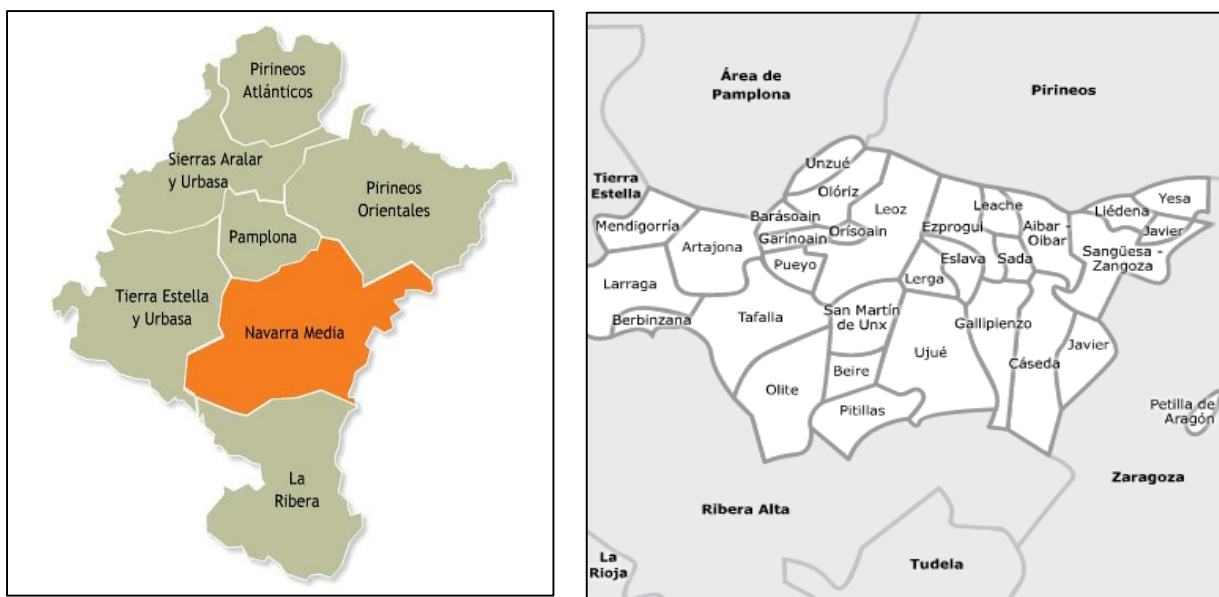 Pirineos
Atlánticos
Sierras Aralar
y Urbasa
Pirineos
Orientales
Pamplona
Tierra Estella
y Urbasa
Navarra Media
La
Ribera
Área de
Pamplona
Pirineos
Tierra
Estella
Unzué
Olóriz
Leoz
Leache
Yesa
Liédena
Mendigorría
Barásoain
Ezprogui
Aibar -
Oibar
Javier
Artajona
Garínoain
Orísoain
Sangüesa -
Zangoza
Pueyo
Eslava
Sada
Lerga
Larraga
Berbinzana
Tafalla
San Martín
de Unx
Gallipienzo
Ujué
Javier
Cáseda
Beire
Olite
Pitillas
Petilla de
Aragón
Zaragoza
Ribera Alta
La
Rioja
Tudela